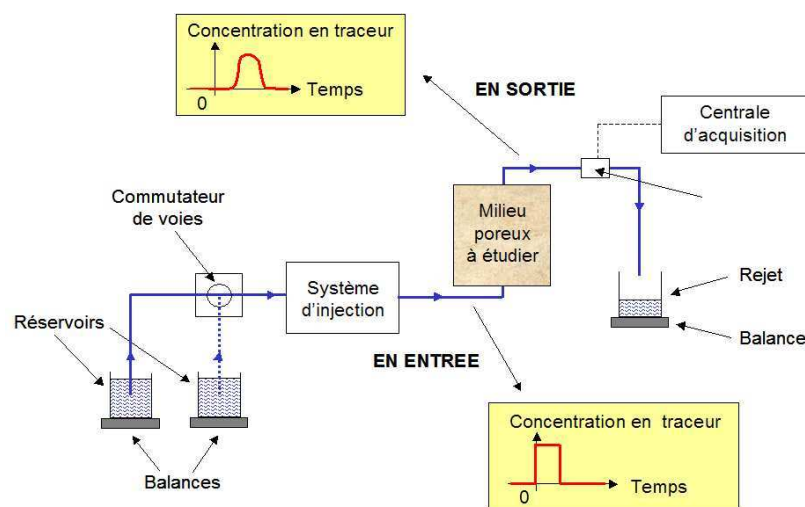 Concentration en traceur
0
Temps
EN SORTIE
Centrale
d'acquisition
Commutateur
de voies
Milieu
poreux
à étudier
Système
d'injection
Rejet
Réservoirs
Balance
EN ENTREE
Balances
Concentration en traceur
0
Temps